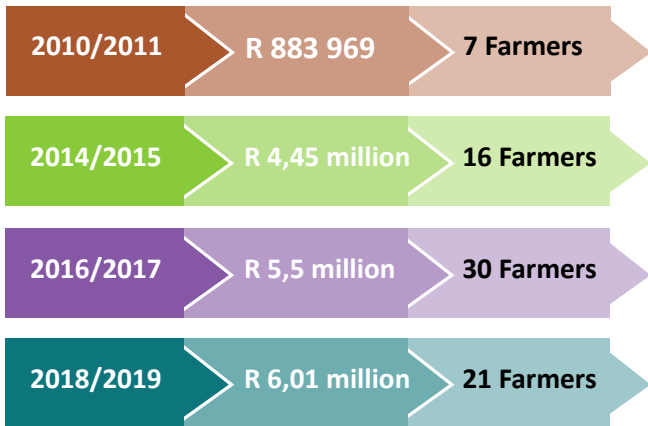 2010/2011 R 883 969 7 Farmers
2014/2015 R 4,45 million 16 Farmers
2016/2017 R 5,5 million 30 Farmers
2018/2019 R 6,01 million 21 Farmers